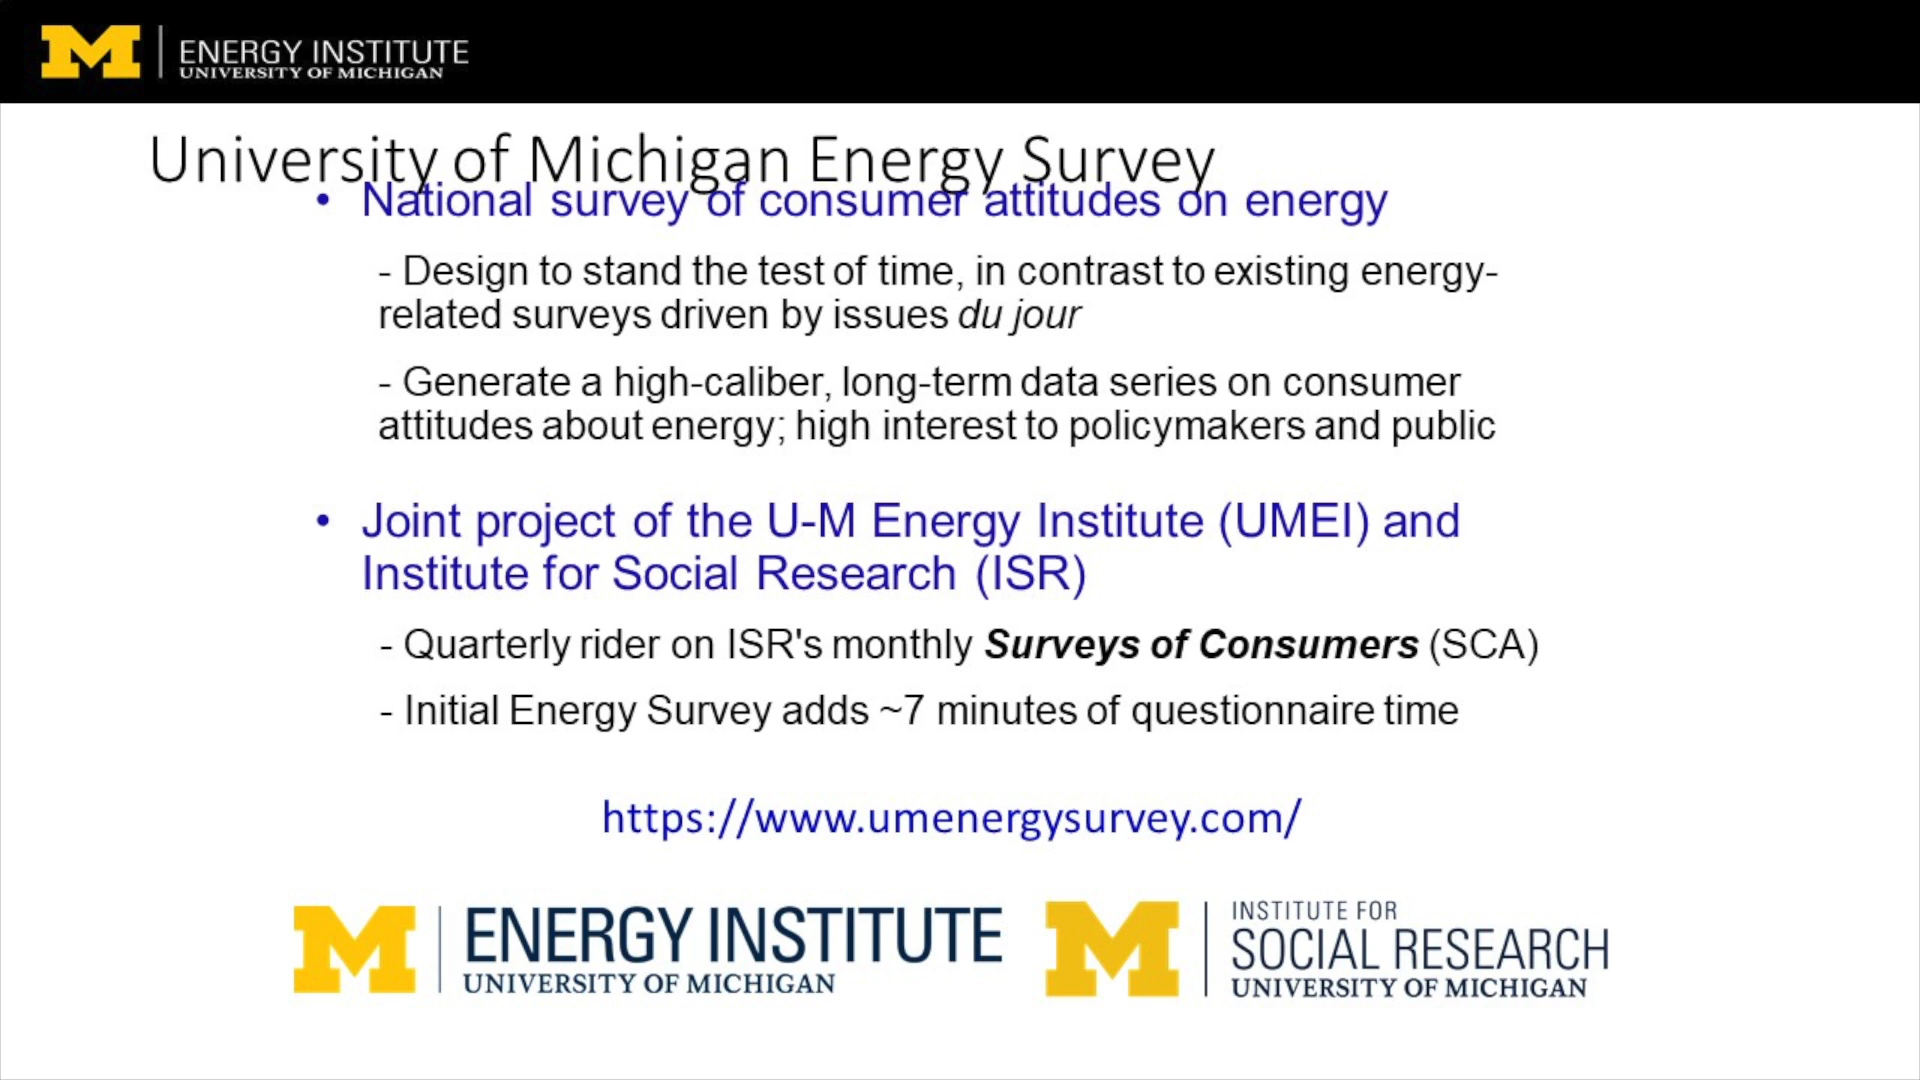 ENERGY INSTITUTE
UNIVERSITY OF MICHIGAN
University of Michigan Energy Survey
• National survey of consumer attitudes on energy
- Design to stand the test of time, in contrast to existing energy-
related surveys driven by issues du jour
- Generate a high-caliber, long-term data series on consumer
attitudes about energy; high interest to policymakers and public
• Joint project of the U-M Energy Institute (UMEI) and
Institute for Social Research (ISR)
- Quarterly rider on ISR's monthly Surveys of Consumers (SCA)
- Initial Energy Survey adds ~7 minutes of questionnaire time
https://www.umenergysurvey.com/
ENERGY INSTITUTE
UNIVERSITY OF MICHIGAN
INSTITUTE FOR
SOCIAL RESEARCH
UNIVERSITY OF MICHIGAN